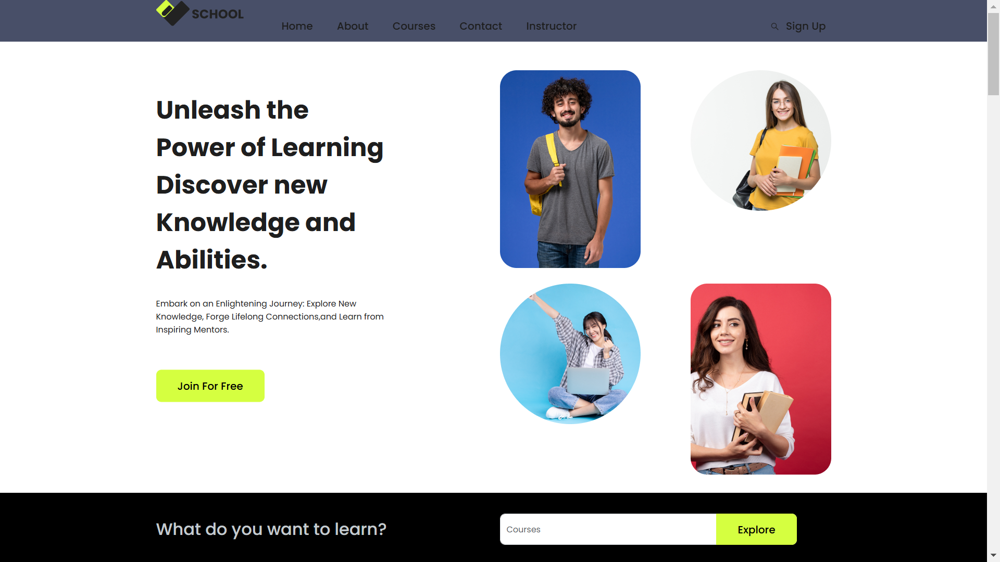 SCHOOL
Home About Courses Contact Instructor Sign Up
Unleash the
Power of Learning
Discover new
Knowledge and
Abilities.
Embark on an Enlightening Journey: Explore New
Knowledge, Forge Lifelong Connections,and Learn from
Inspiring Mentors.
Join For Free
What do you want to learn?
Courses
Explore